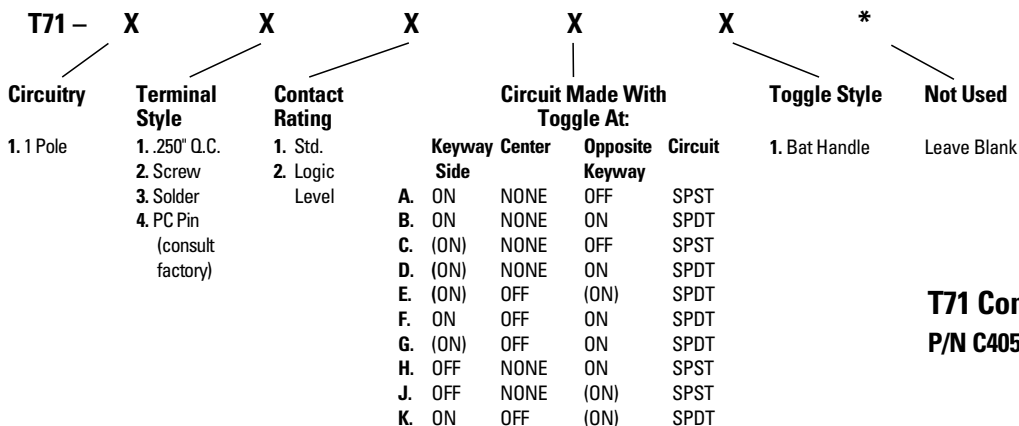 T71 – X X X X X *
Circuitry Terminal Contact Circuit Made With Toggle Style Not Used
Style Rating Toggle At:
1. 1 Pole 1. .250" Q.C. 1. Std. Keyway Center Opposite Circuit 1. Bat Handle Leave Blank
2. Screw 2. Logic Side Keyway
3. Solder Level A. ON NONE OFF SPST
4. PC Pin B. ON NONE ON SPDT
(consult C. (ON) NONE OFF SPST
factory) D. (ON) NONE ON SPDT
E. (ON) OFF (ON) SPDT
F. ON OFF ON SPDT
G. (ON) OFF ON SPDT
H. OFF NONE ON SPST
J. OFF NONE (ON) SPST
K. ON OFF (ON) SPDT
T71 Con
P/N C405